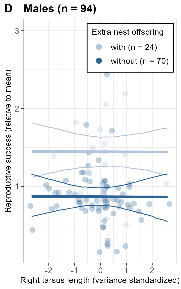 D Males (n = 94)
Extra nest offspring
with (n = 24)
without (n = 70)
Reproductive success (relative to mean)
3
2
1
-2 -1 0 1 2
Right tarsus length (variance standardized)